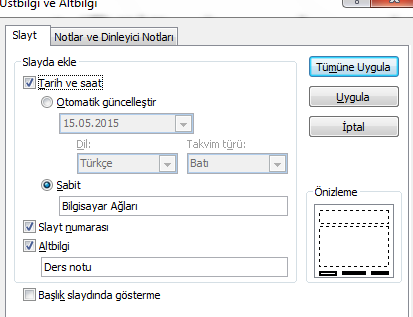 Üstbilgi ve Altbilgi
Slayt
Notlar ve Dinleyici Notları
Slayda ekle
Tarih ve saat
Otomatik güncelleştir
15.05.2015
Dil:
Takvim türü:
Türkçe
Batı
Sabit
Bilgisayar Ağları
Slayt numarası
Altbilgi
Ders notu
Başlık slaydında gösterme
Tümüne Uygula
Uygula
İptal
Önizleme